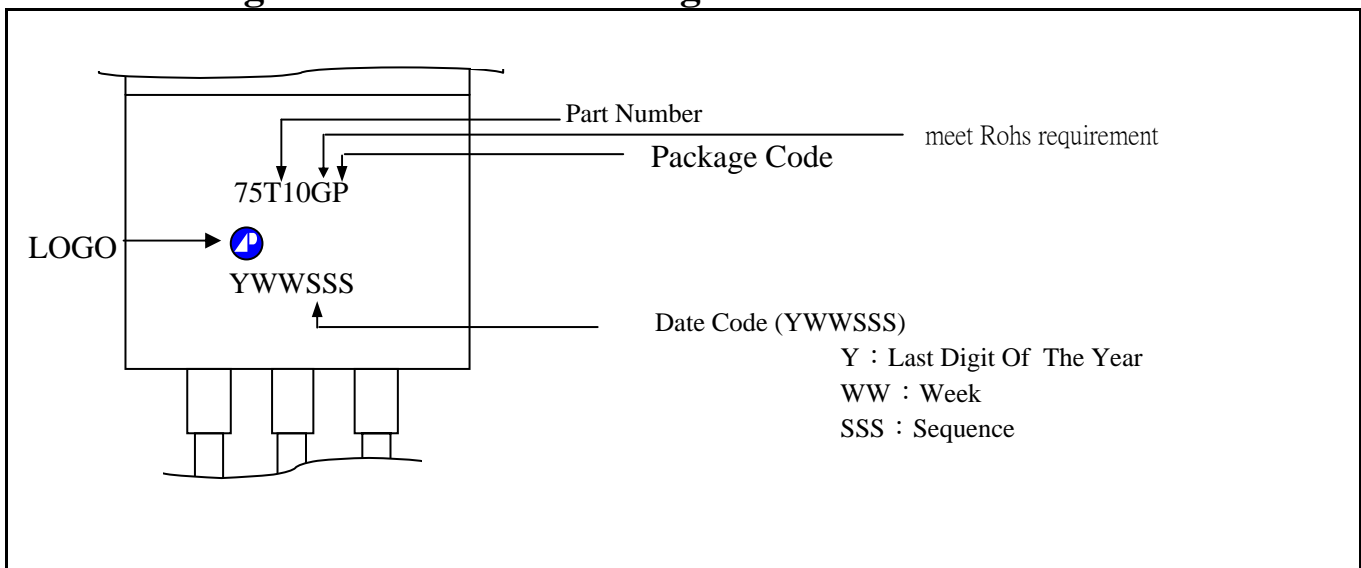 Part Number
meet Rohs requirement
Package Code
75T10GP
LOGO
YWWSSS
Date Code (YWWSSS)
Y：Last Digit Of The Year
WW：Week
SSS：Sequence